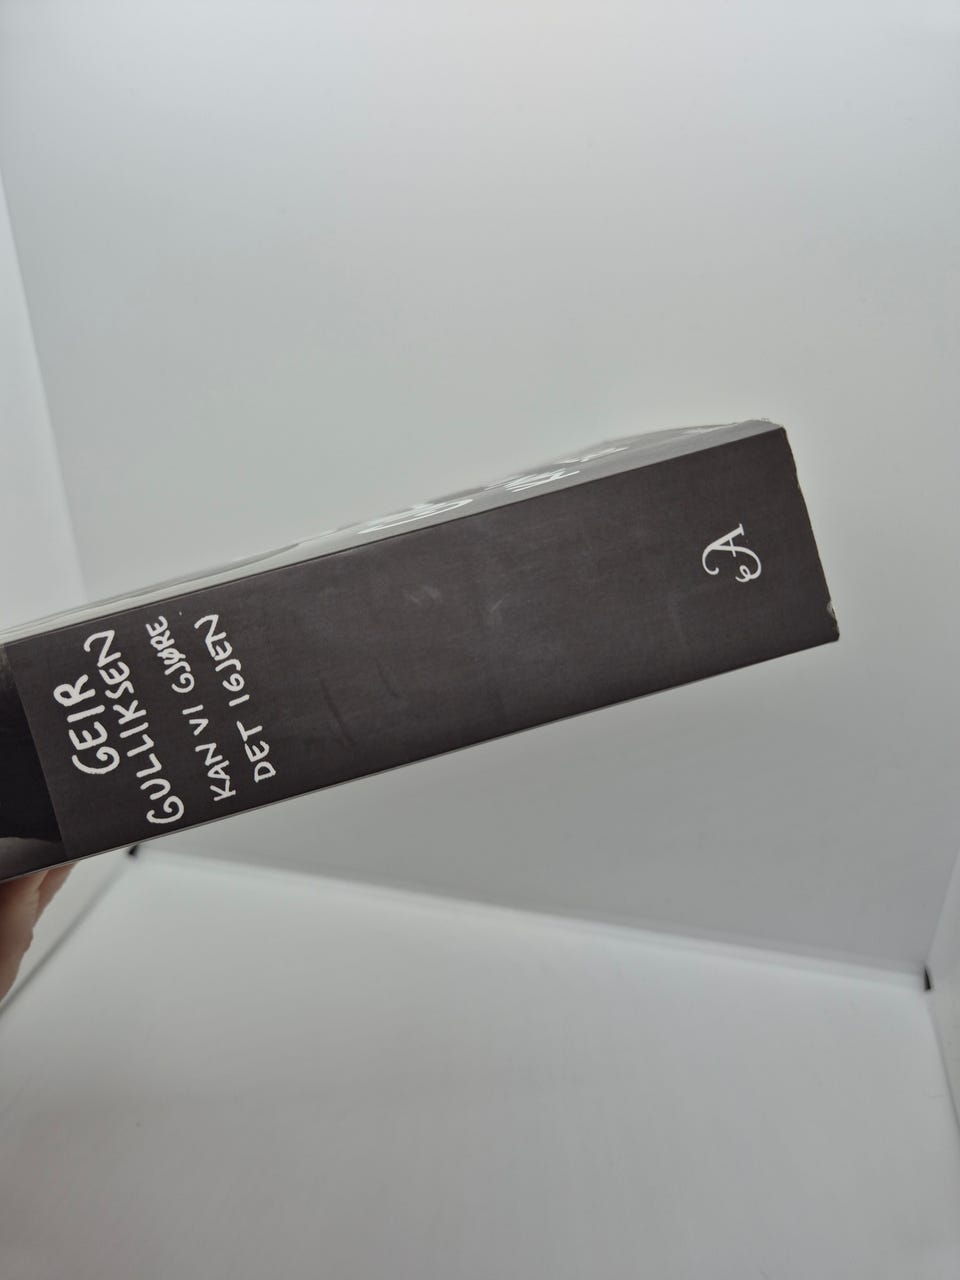 GEIR
GULLIKSEN
KAN VI GJØRE
DET IGJEN
A